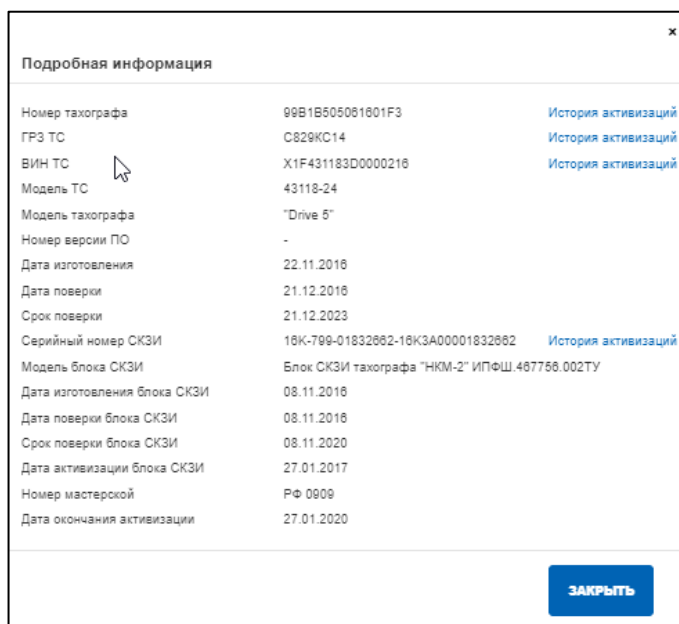 ×
Подробная информация
Номер тахографа 99B1B505061601F3 История активизаций
ГРЗ ТС C829KC14 История активизаций
ВИН ТС X1F431183D0000216 История активизаций
Модель ТС 43118-24
Модель тахографа "Drive 5"
Номер версии ПО -
Дата изготовления 22.11.2016
Дата поверки 21.12.2016
Срок поверки 21.12.2023
Серийный номер СКЗИ 16K-799-01832662-16K3A00001832662 История активизаций
Модель блока СКЗИ Блок СКЗИ тахографа "НКМ-2" ИПФШ.467756.002ТУ
Дата изготовления блока СКЗИ 08.11.2016
Дата поверки блока СКЗИ 08.11.2016
Срок поверки блока СКЗИ 08.11.2020
Дата активизации блока СКЗИ 27.01.2017
Номер мастерской РФ 0909
Дата окончания активизации 27.01.2020
ЗАКРЫТЬ